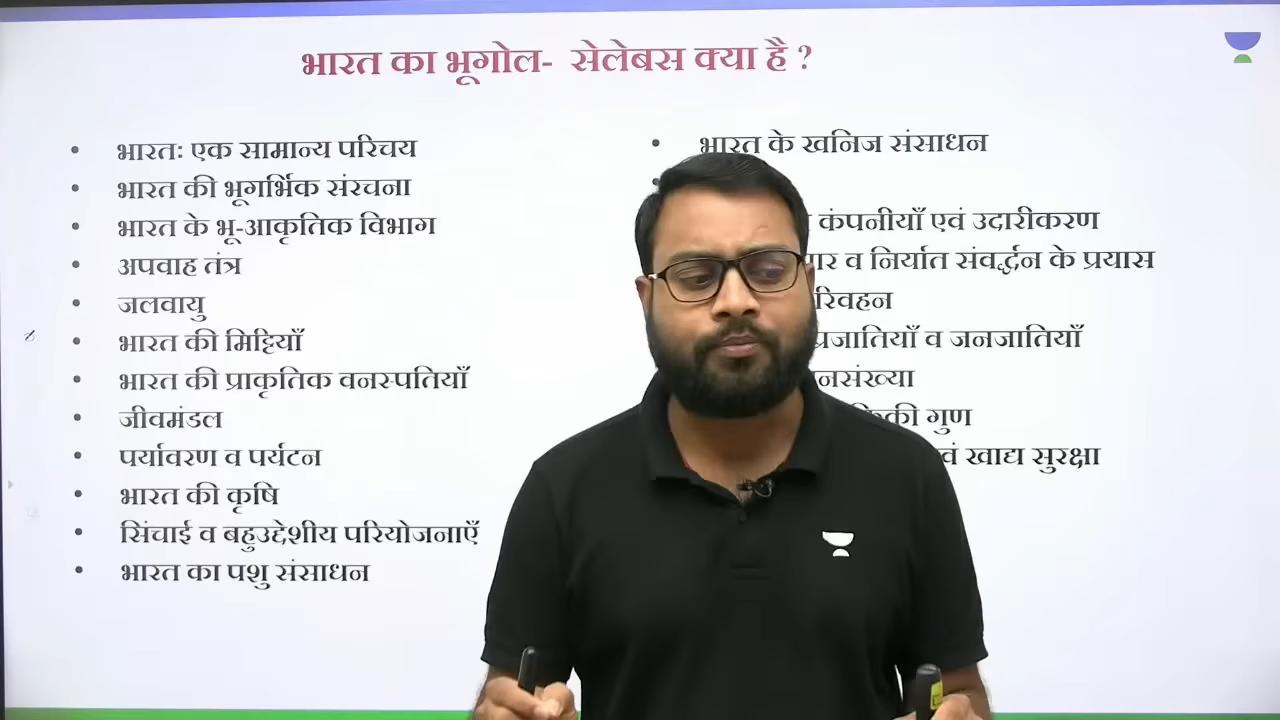 भारत का भूगोल- सेलेबस क्या है ?
भारतः एक सामान्य परिचय
भारत की भूगर्भिक संरचना
भारत के भू-आकृतिक विभाग
अपवाह तंत्र
जलवायु
भारत की मिट्टियाँ
भारत की प्राकृतिक वनस्पतियाँ
जीवमंडल
पर्यावरण व पर्यटन
भारत की कृषि
सिंचाई व बहुउद्देशीय परियोजनाएँ
भारत का पशु संसाधन
भारत के खनिज संसाधन
कंपनीयाँ एवं उदारीकरण
व निर्यात संवर्द्धन के प्रयास
व जनजातियाँ
गुण
खाद्य सुरक्षा